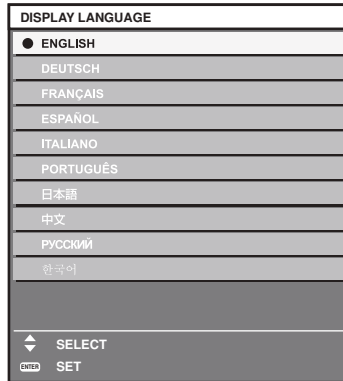 DISPLAY LANGUAGE
ENGLISH
DEUTSCH
FRANÇAIS
ESPAÑOL
ITALIANO
PORTUGUÊS
日本語
中文
РУССКИЙ
한국어
SELECT
ENTER SET